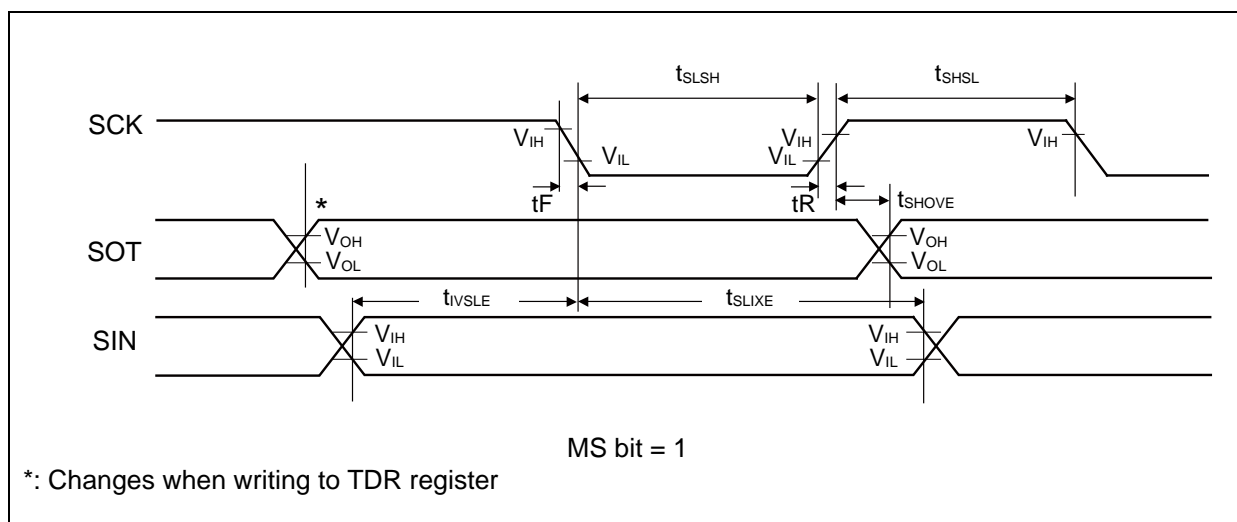 tSLSH tSHSL
SCK VIH VIL VIH VIL VIH
tF tR tSHOVE
*
SOT VOH VOL VOH VOL
tIVSLE tSLIXE
SIN VIH VIL VIH VIL
MS bit = 1
*: Changes when writing to TDR register